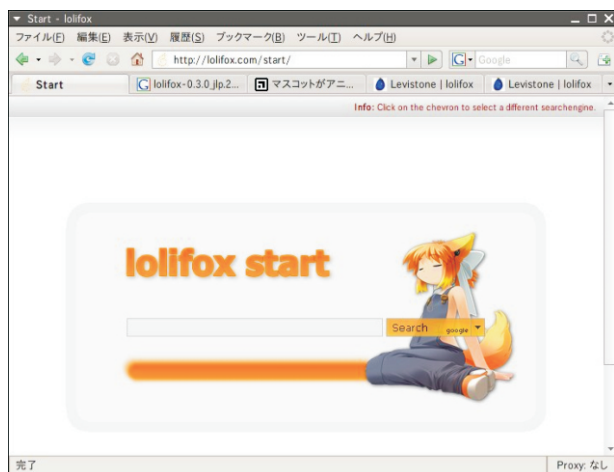 Start - lolifox
ファイル(F) 編集(E) 表示(V) 履歴(S) ブックマーク(B) ツール(T) ヘルプ(H)
http://lolifox.com/start/ G Google
Start G lolifox-0.3.0_jlp.2... マスコットがアニ... Levistone | lolifox Levistone | lolifox
Info: Click on the chevron to select a different searchengine.
lolifox start
Search google
完了 Proxy: なし